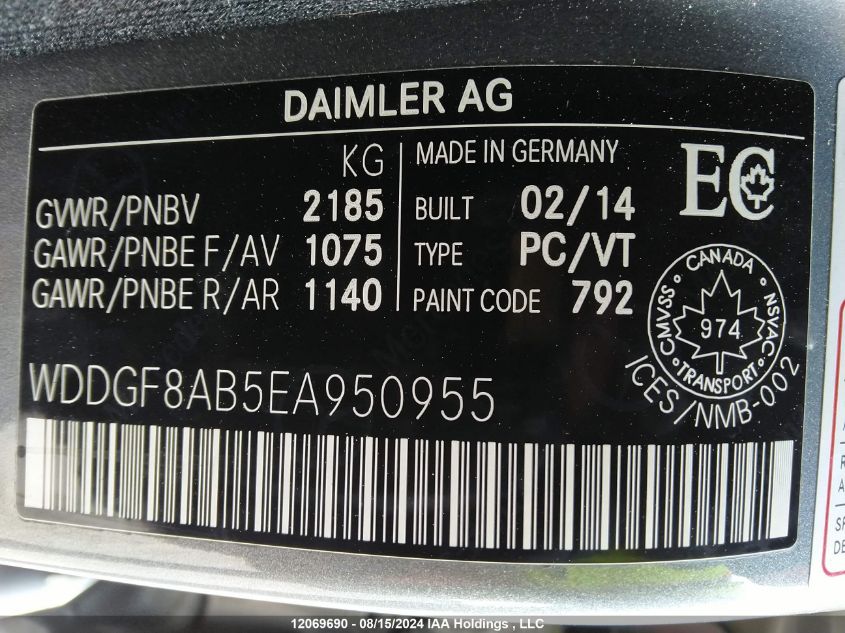 DAIMLER AG
KG
GVWR/PNBV 2185
GAWR/PNBE F/AV 1075
GAWR/PNBE R/AR 1140
MADE IN GERMANY
BUILT 02/14
TYPE PC/VT
PAINT CODE 792
EC
CANADA
CMVSS NSVAC
974
TRANSPORT
ICES/NMB-002
WDDGF8AB5EA950955
A
R
A
SP
DE
12069690 - 08/15/2024 IAA Holdings, LLC